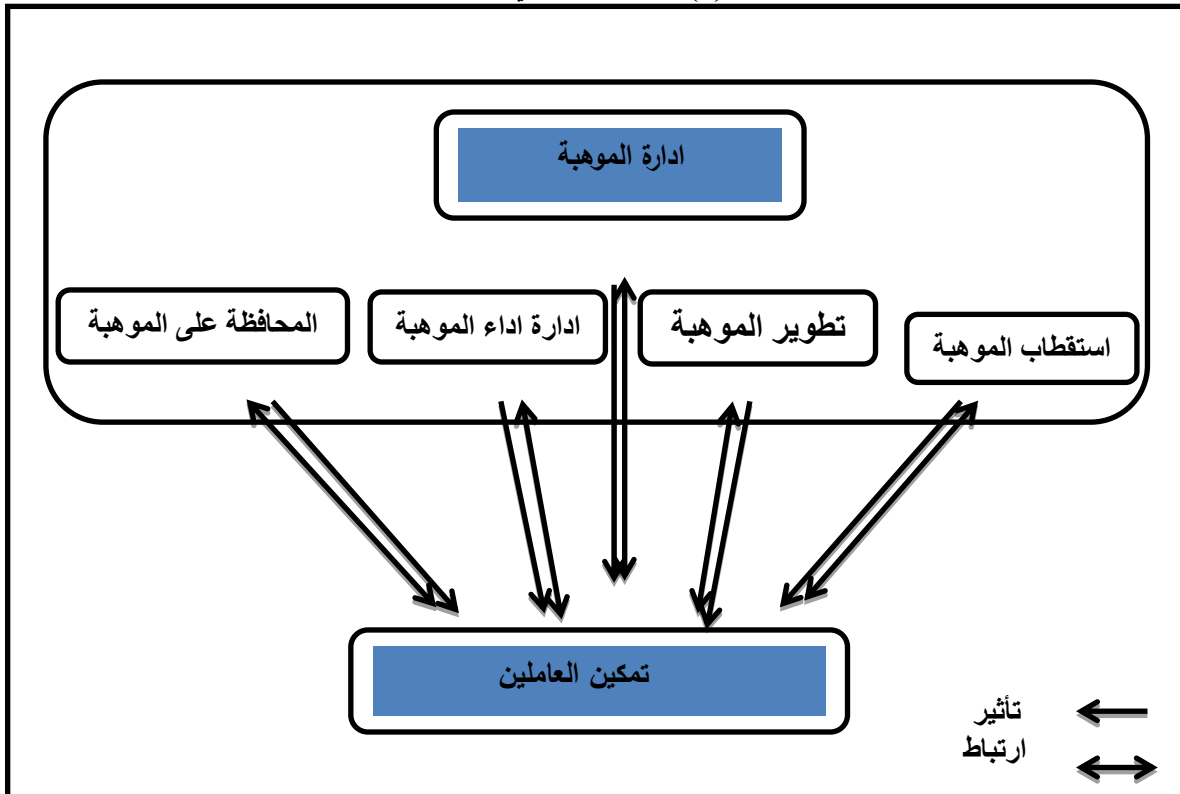 ادارة الموهبة
استقطاب الموهبة
تطوير الموهبة
ادارة اداء الموهبة
المحافظة على الموهبة
تمكين العاملين
تأثير
ارتباط